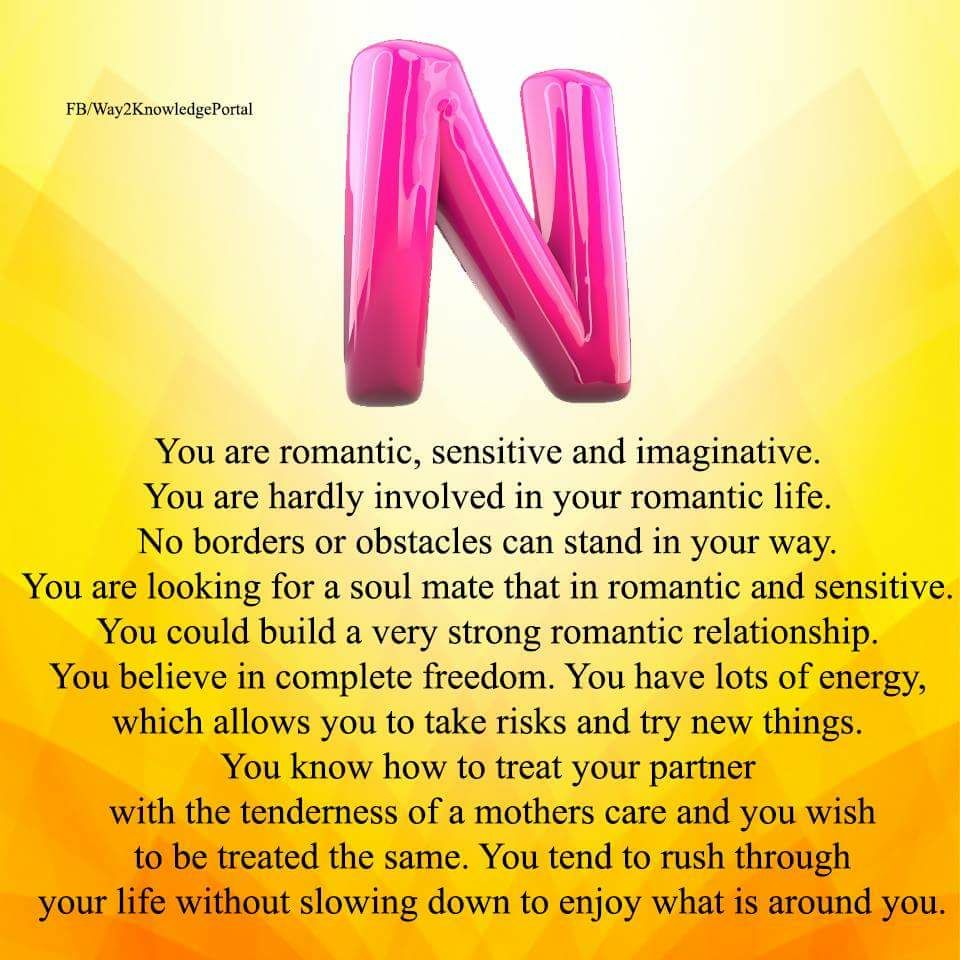 FB/Way2KnowledgePortal
N
You are romantic, sensitive and imaginative.
You are hardly involved in your romantic life.
No borders or obstacles can stand in your way.
You are looking for a soul mate that in romantic and sensitive.
You could build a very strong romantic relationship.
You believe in complete freedom. You have lots of energy,
which allows you to take risks and try new things.
You know how to treat your partner
with the tenderness of a mothers care and you wish
to be treated the same. You tend to rush through
your life without slowing down to enjoy what is around you.